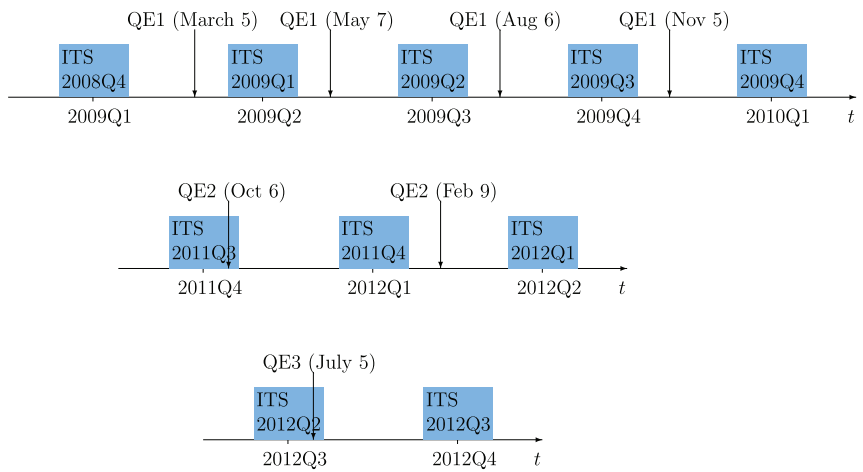 QE1 (March 5) QE1 (May 7) QE1 (Aug 6) QE1 (Nov 5)
ITS ITS ITS ITS ITS
2008Q4 2009Q1 2009Q2 2009Q3 2009Q4
2009Q1 2009Q2 2009Q3 2009Q4 2010Q1 t
QE2 (Oct 6) QE2 (Feb 9)
ITS ITS ITS
2011Q3 2011Q4 2012Q1
2011Q4 2012Q1 2012Q2 t
QE3 (July 5)
ITS ITS
2012Q2 2012Q3
2012Q3 2012Q4 t